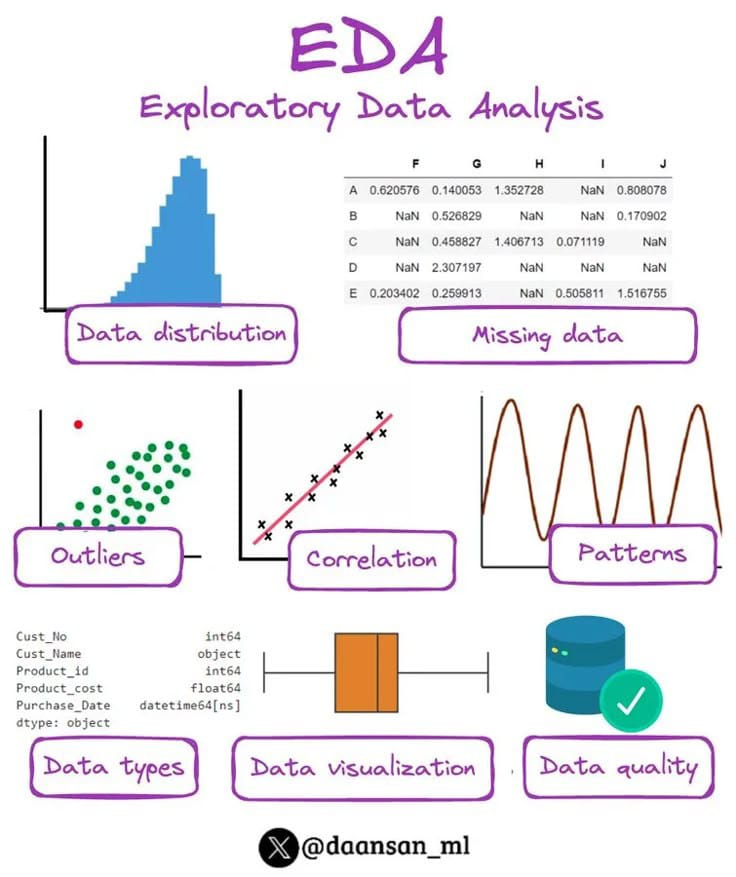 EDA
Exploratory Data Analysis
F G H I J
A 0.620576 0.140053 1.352728 NaN 0.808078
B NaN 0.526829 NaN NaN 0.170902
C NaN 0.458827 1.406713 0.071119 NaN
D NaN 2.307197 NaN NaN NaN
E 0.203402 0.259913 NaN 0.505811 1.516755
Data distribution
Missing data
Outliers
Correlation
Patterns
Cust_No int64
Cust_Name object
Product_id int64
Product_cost float64
Purchase_Date datetime64[ns]
dtype: object
Data types
Data visualization
Data quality
X @daansan_ml